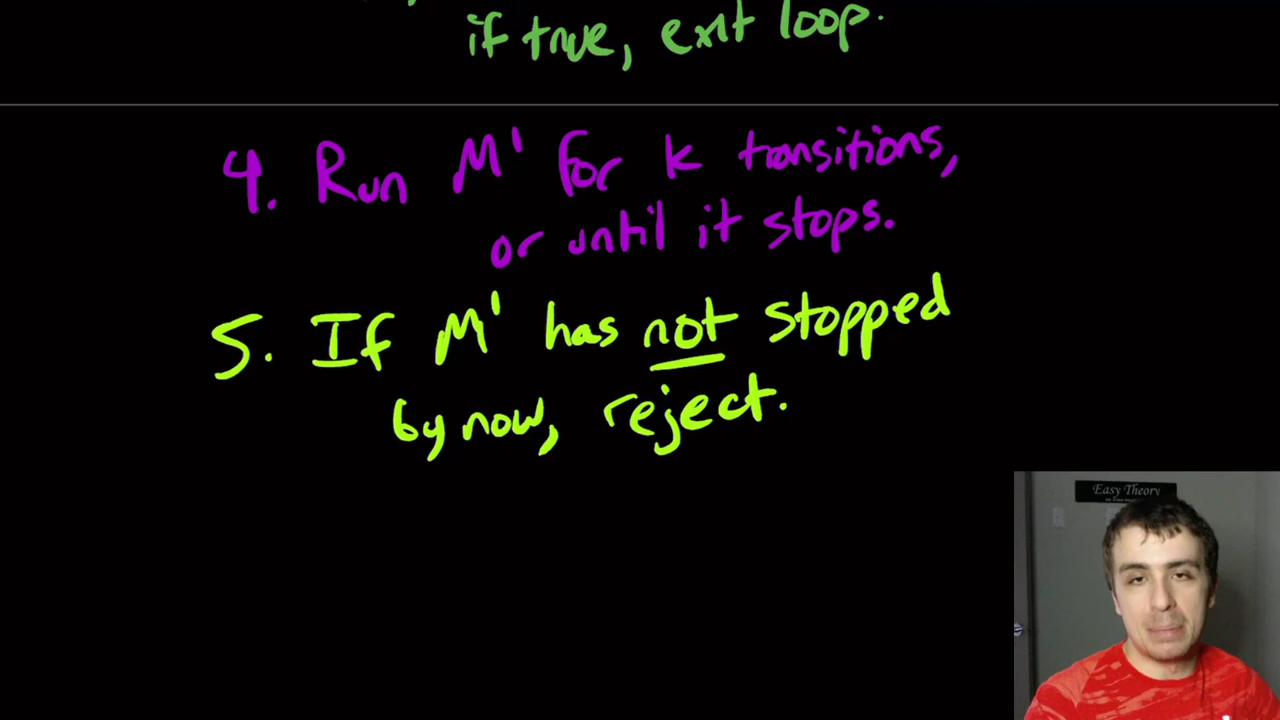 if true, exit loop.
4. Run M' for k transitions,
or until it stops.
5. If M' has not stopped
by now, reject.
Easy Theory